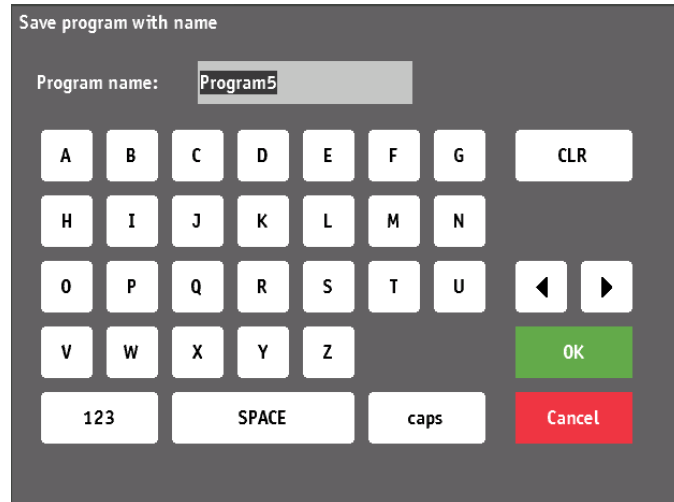 Save program with name
Program name: Program5
A B C D E F G CLR
H I J K L M N
O P Q R S T U
V W X Y Z OK
123 SPACE caps Cancel